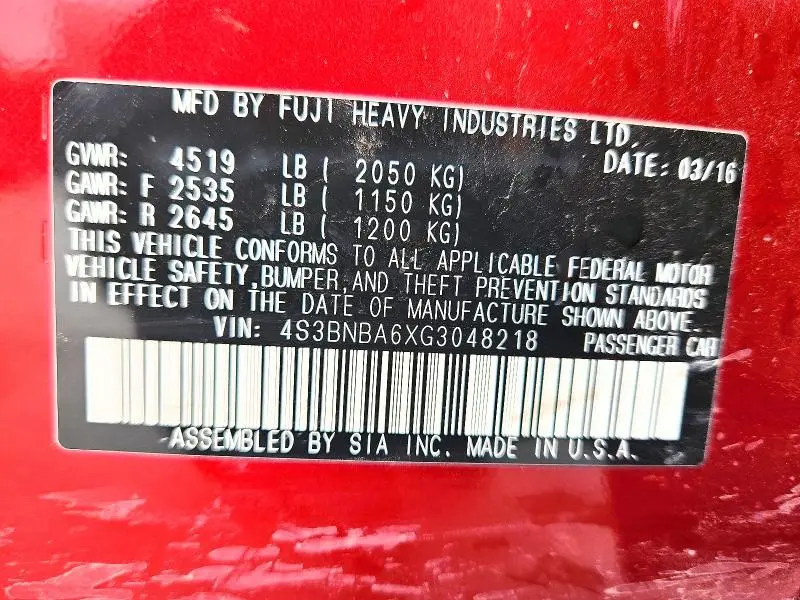 MFD BY FUJI HEAVY INDUSTRIES LTD.
DATE: 03/16
GVWR: 4519 LB ( 2050 KG)
GAWR: F 2535 LB ( 1150 KG)
GAWR: R 2645 LB ( 1200 KG)
THIS VEHICLE CONFORMS TO ALL APPLICABLE FEDERAL MOTOR
VEHICLE SAFETY, BUMPER, AND THEFT PREVENTION STANDARDS
IN EFFECT ON THE DATE OF MANUFACTURE SHOWN ABOVE.
VIN: 4S3BNBA6XG3048218 PASSENGER CAR
ASSEMBLED BY SIA INC. MADE IN U.S.A.